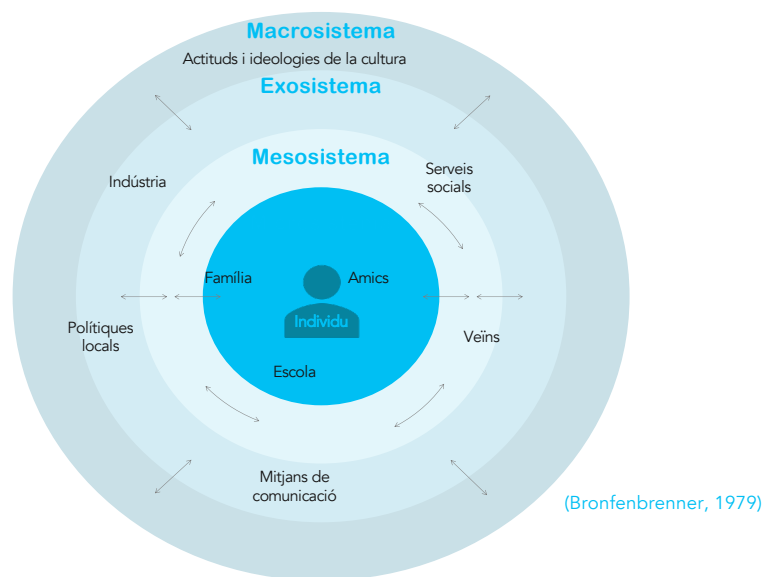 Macrosistema
Actituds i ideologies de la cultura
Exosistema
Mesosistema
Indústria
Serveis
socials
Família
Amics
Individu
Polítiques
locals
Veïns
Escola
Mitjans de
comunicació
(Bronfenbrenner, 1979)